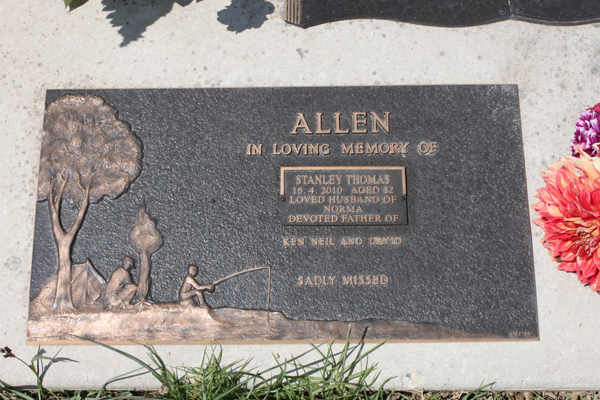 ALLEN
IN LOVING MEMORY OF
STANLEY THOMAS
16. 4. 2010 AGED 82
LOVED HUSBAND OF
NORMA
DEVOTED FATHER OF
KEN NEIL AND DAVID
SADLY MISSED